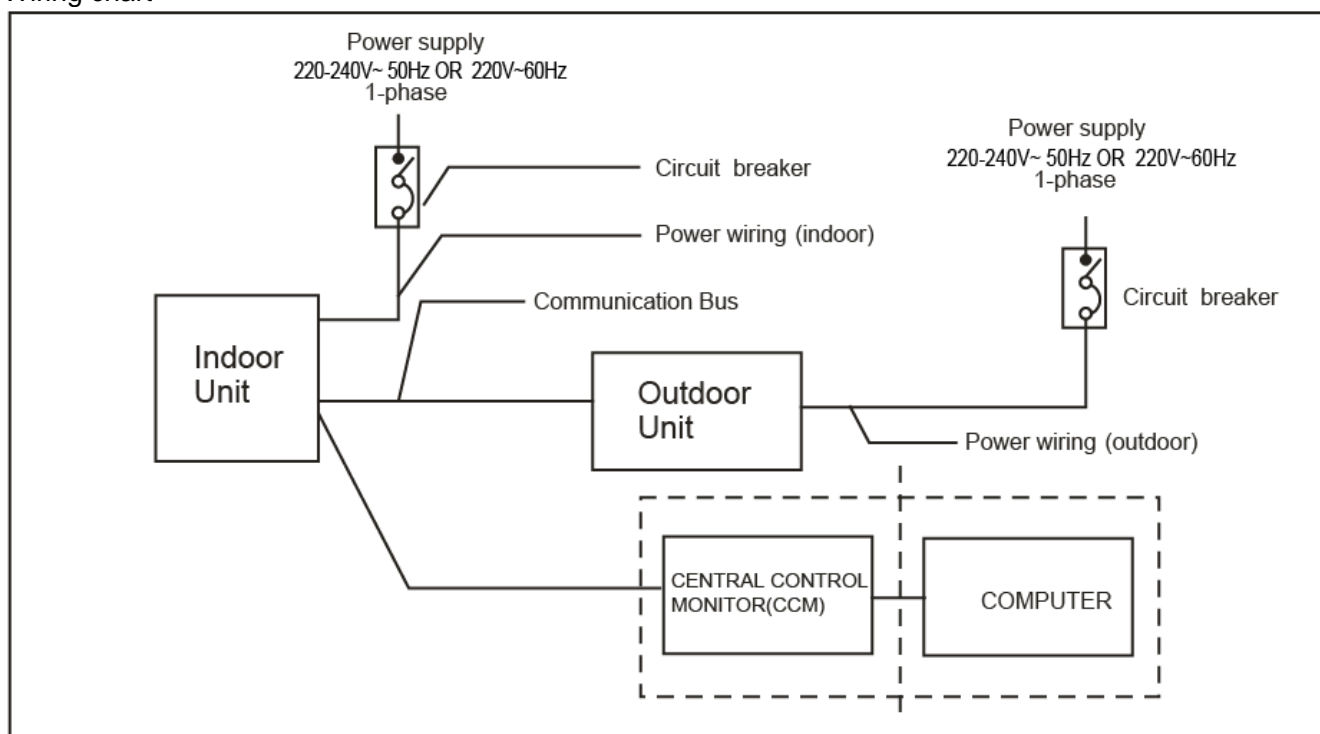 Wiring chart
Power supply
220-240V~ 50Hz OR 220V~60Hz
1-phase
Circuit breaker
Power wiring (indoor)
Communication Bus
Indoor
Unit
Outdoor
Unit
Power supply
220-240V~ 50Hz OR 220V~60Hz
1-phase
Circuit breaker
Power wiring (outdoor)
CENTRAL CONTROL
MONITOR(CCM)
COMPUTER